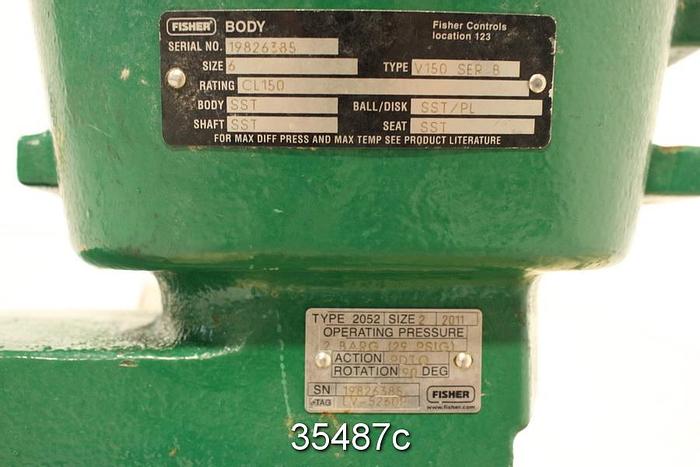 FISHER BODY
Fisher Controls
location 123
SERIAL NO. 19826385
SIZE 6 TYPE V150 SER B
RATING CL150
BODY SST BALL/DISK SST/PL
SHAFT SST SEAT SST
FOR MAX DIFF PRESS AND MAX TEMP SEE PRODUCT LITERATURE
TYPE 2052 SIZE 2 2011
OPERATING PRESSURE
2 BARG (29 PSIG)
ACTION PDTO
ROTATION 90 DEG
SN 19826385
TAG
FISHER
www.fisher.com
35487c